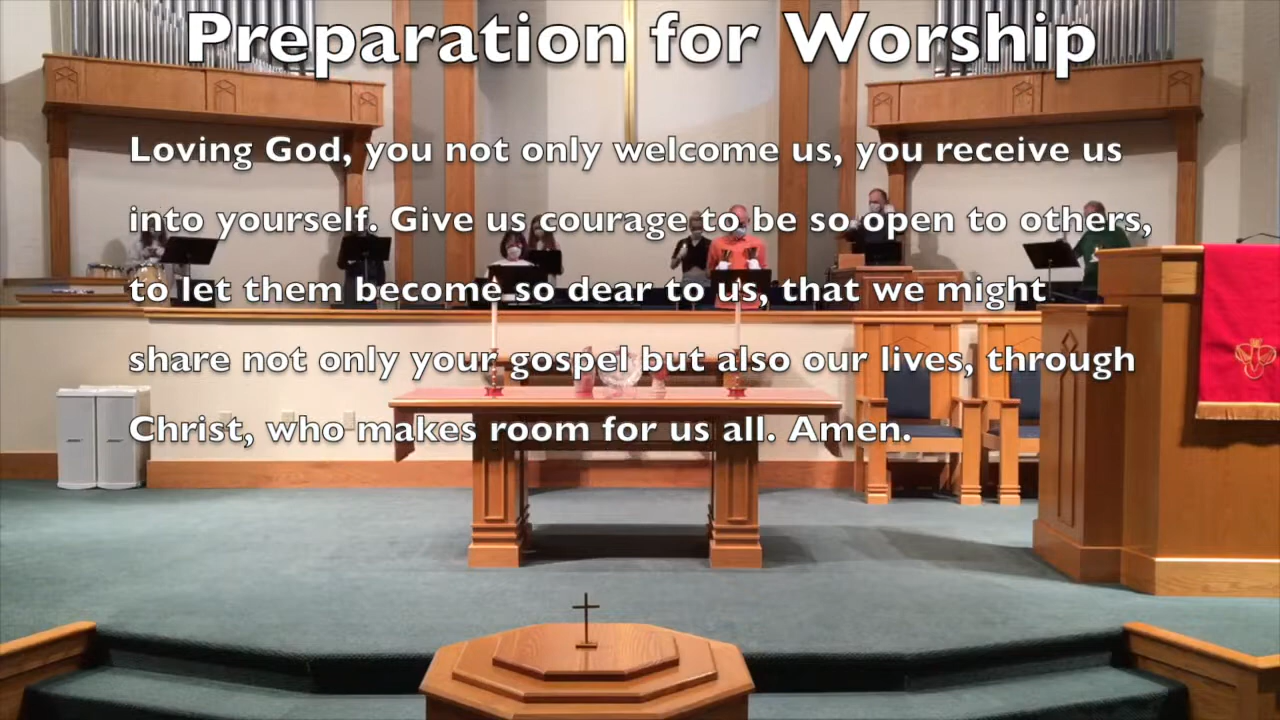 Preparation for Worship
Loving God, you not only welcome us, you receive us
into yourself. Give us courage to be so open to others,
to let them become so dear to us, that we might
share not only your gospel but also our lives, through
Christ, who makes room for us all. Amen.